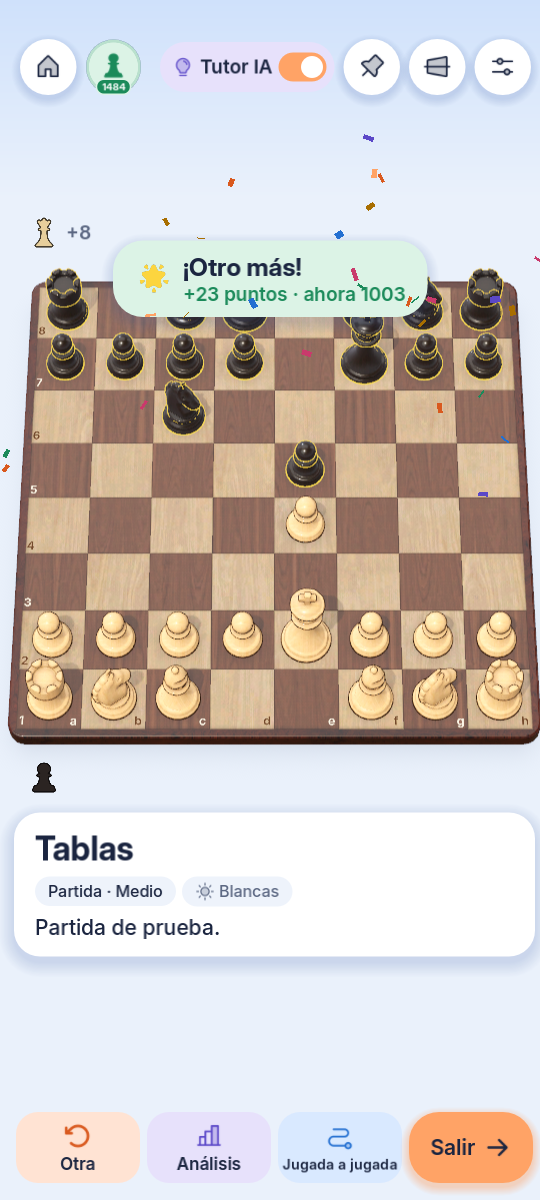 1484
Tutor IA
+8
¡Otro más!
+23 puntos · ahora 1003
8
7
6
5
4
3
2
1 a b c d e f g h
Tablas
Partida · Medio
Blancas
Partida de prueba.
Otra
Análisis
Jugada a jugada
Salir